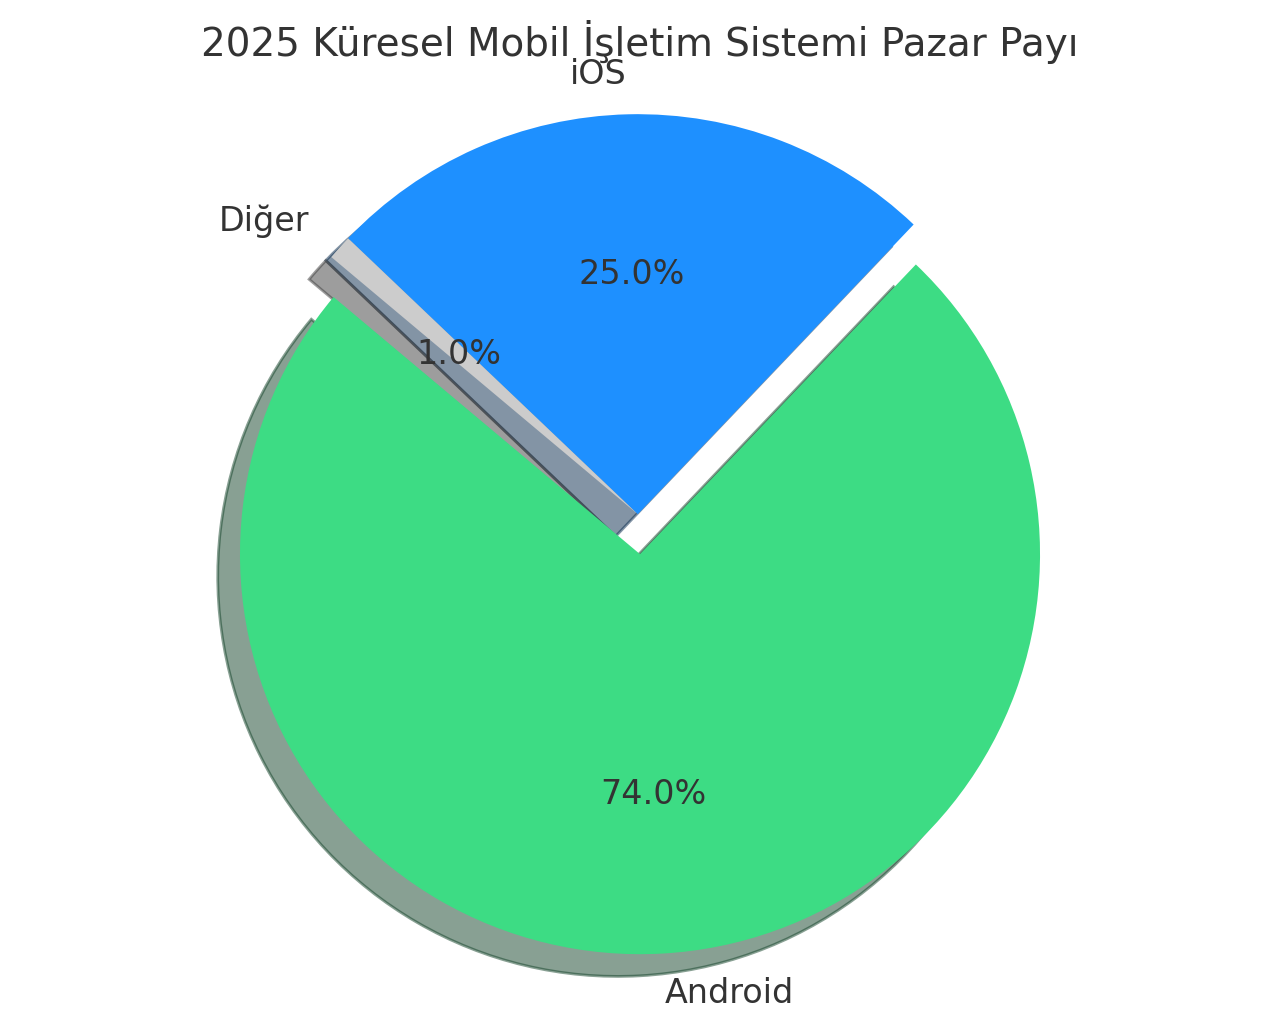 2025 Küresel Mobil İşletim Sistemi Pazar Payı
iOS
Diğer
25.0%
1.0%
74.0%
Android